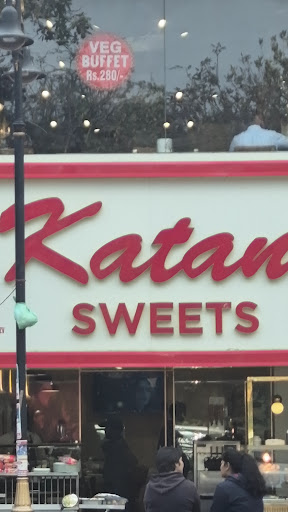 VEG
BUFFET
Rs.280/-
Katan
SWEETS